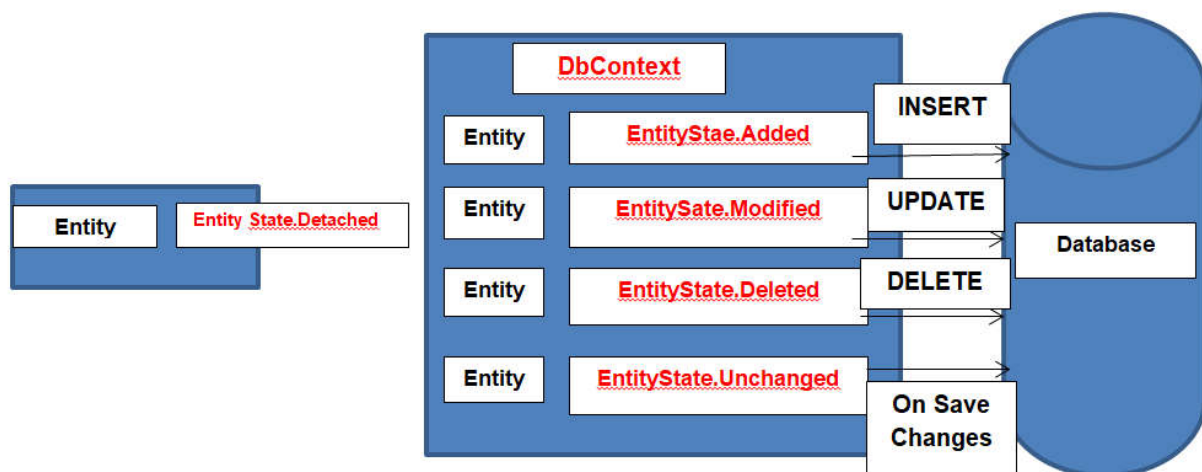 DbContext
INSERT
Entity
EntityStae.Added
Entity
Entity State.Detached
Entity
EntitySate.Modified
UPDATE
Database
Entity
EntityState.Deleted
DELETE
Entity
EntityState.Unchanged
On Save
Changes